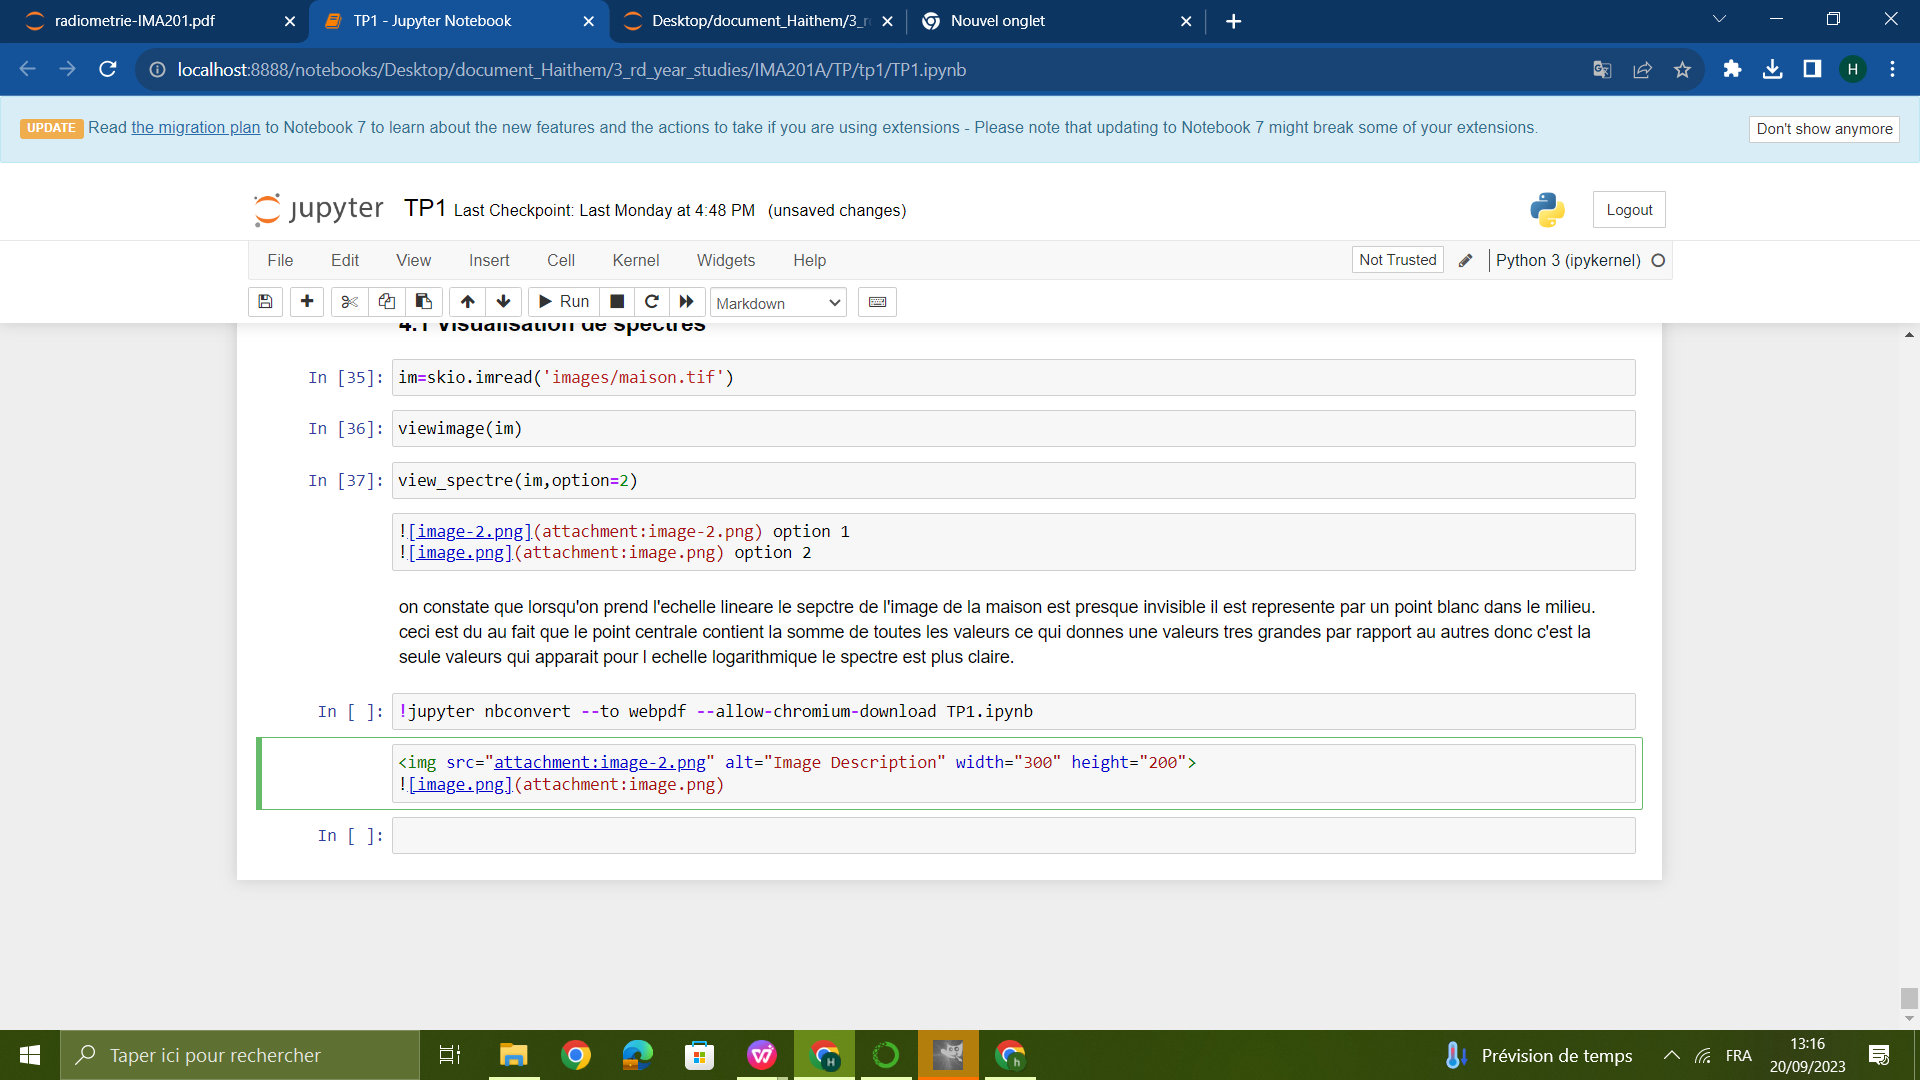 radiometrie-IMA201.pdf
TP1 - Jupyter Notebook
Desktop/document_Haithem/3_r
Nouvel onglet
localhost:8888/notebooks/Desktop/document_Haithem/3_rd_year_studies/IMA201A/TP/tp1/TP1.ipynb
H
UPDATE Read the migration plan to Notebook 7 to learn about the new features and the actions to take if you are using extensions - Please note that updating to Notebook 7 might break some of your extensions.
Don't show anymore
jupyter TP1 Last Checkpoint: Last Monday at 4:48 PM (unsaved changes)
Logout
File Edit View Insert Cell Kernel Widgets Help
Not Trusted
Python 3 (ipykernel)
Run
Markdown
4.1 Visualisation de spectres
In [35]: im=skio.imread('images/maison.tif')
In [36]: viewimage(im)
In [37]: view_spectre(im,option=2)
![image-2.png](attachment:image-2.png) option 1
![image.png](attachment:image.png) option 2
on constate que lorsqu'on prend l'echelle lineare le sepctre de l'image de la maison est presque invisible il est represente par un point blanc dans le milieu.
ceci est du au fait que le point centrale contient la somme de toutes les valeurs ce qui donnes une valeurs tres grandes par rapport au autres donc c'est la
seule valeurs qui apparait pour l echelle logarithmique le spectre est plus claire.
In [ ]: !jupyter nbconvert --to webpdf --allow-chromium-download TP1.ipynb
<img src="attachment:image-2.png" alt="Image Description" width="300" height="200">
![image.png](attachment:image.png)
In [ ]:
Taper ici pour rechercher
Prévision de temps
FRA
13:16
20/09/2023